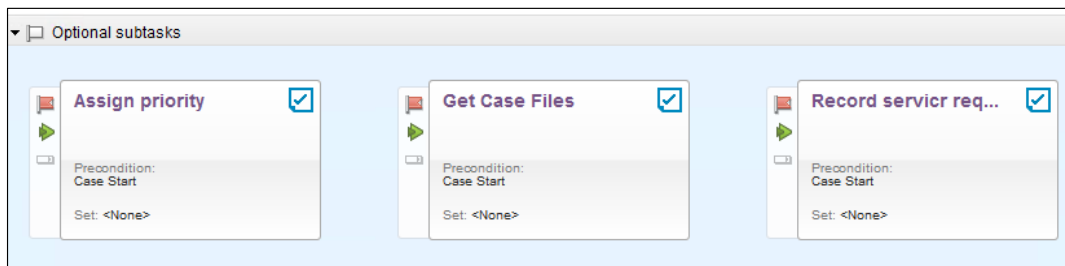 Optional subtasks
Assign priority
Precondition:
Case Start
Set: <None>
Get Case Files
Precondition:
Case Start
Set: <None>
Record servicr req...
Precondition:
Case Start
Set: <None>